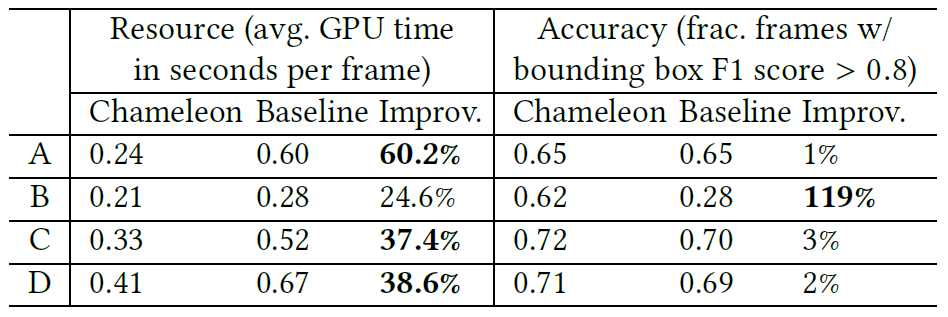 Resource (avg. GPU time in seconds per frame) Accuracy (frac. frames w/ bounding box F1 score > 0.8)
Chameleon Baseline Improv. Chameleon Baseline Improv.
A 0.24 0.60 60.2% 0.65 0.65 1%
B 0.21 0.28 24.6% 0.62 0.28 119%
C 0.33 0.52 37.4% 0.72 0.70 3%
D 0.41 0.67 38.6% 0.71 0.69 2%